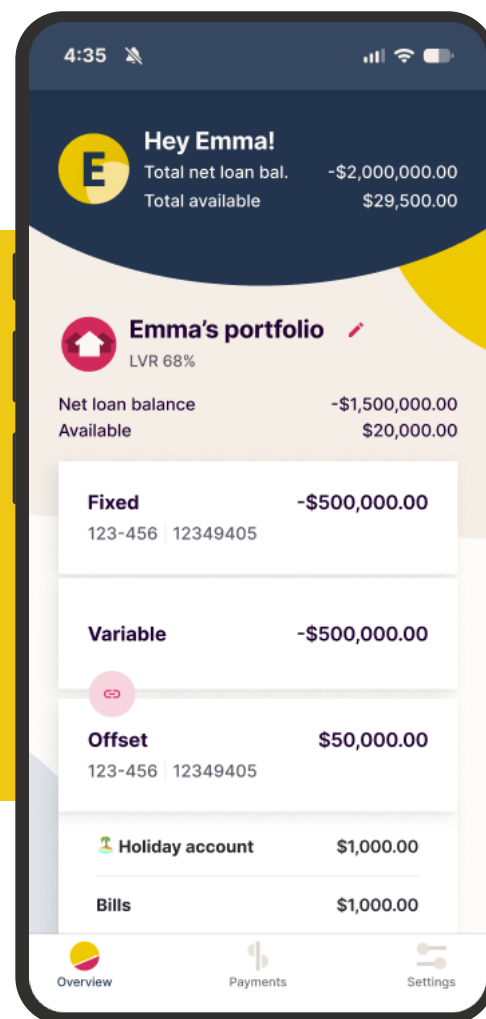 4:35
E
Hey Emma!
Total net loan bal. -$2,000,000.00
Total available $29,500.00
Emma's portfolio
LVR 68%
Net loan balance -$1,500,000.00
Available $20,000.00
Fixed -$500,000.00
123-456 12349405
Variable -$500,000.00
Offset $50,000.00
123-456 12349405
🏝️ Holiday account $1,000.00
Bills $1,000.00
Overview Payments Settings